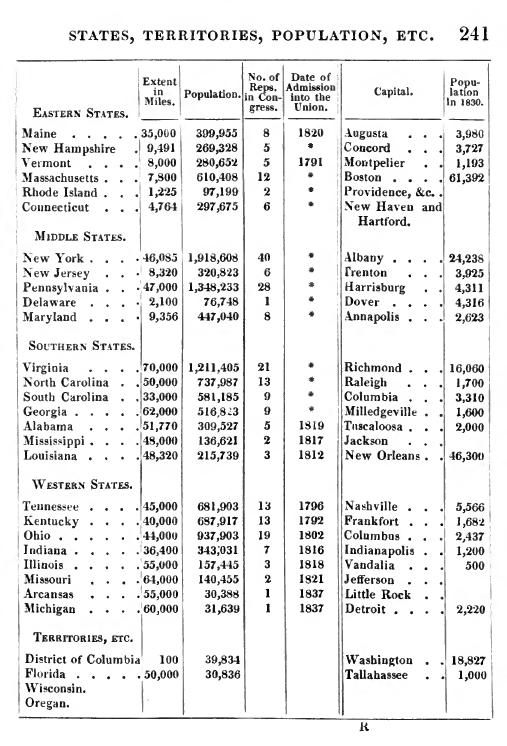 STATES, TERRITORIES, POPULATION, ETC. 241
EASTERN STATES. Extent in Miles. Population. No. of Reps. in Congress. Date of Admission into the Union. Capital. Population in 1830.
Maine . . . . . 35,000 399,955 8 1820 Augusta . . . 3,980
New Hampshire . 9,491 269,328 5 * Concord . . . 3,727
Vermont . . . . 8,000 280,652 5 1791 Montpelier . . 1,193
Massachusetts . . . 7,800 610,408 12 * Boston . . . . 61,392
Rhode Island . . . 1,225 97,199 2 * Providence, &c. .
Connecticut . . . 4,764 297,675 6 * New Haven and
Hartford.
MIDDLE STATES.
New York . . . . 46,085 1,918,608 40 * Albany . . . . 24,238
New Jersey . . . 8,320 320,823 6 * Trenton . . . 3,925
Pennsylvania . . . 47,000 1,348,233 28 * Harrisburg . . 4,311
Delaware . . . . 2,100 76,748 1 * Dover . . . . 4,316
Maryland . . . . 9,356 447,040 8 * Annapolis . . . 2,623
SOUTHERN STATES.
Virginia . . . . 70,000 1,211,405 21 * Richmond . . . 16,060
North Carolina . . 50,000 737,987 13 * Raleigh . . . 1,700
South Carolina . . 33,000 581,185 9 * Columbia . . . 3,310
Georgia . . . . . 62,000 9 * Milledgeville . . 1,600
Alabama . . . . 51,770 309,527 5 1819 Tuscaloosa . . . 2,000
Mississippi . . . . 48,000 136,621 2 1817 Jackson . . .
Louisiana . . . . 48,320 215,739 3 1812 New Orleans . . 46,300
WESTERN STATES.
Tennessee . . . . 45,000 681,903 13 1796 Nashville . . . 5,566
Kentucky . . . . 40,000 687,917 13 1792 Frankfort . . . 1,682
Ohio . . . . . . 44,000 937,903 19 1802 Columbus . . . 2,437
Indiana . . . . . 36,400 343,031 7 1816 Indianapolis . . 1,200
Illinois . . . . . 55,000 157,445 3 1818 Vandalia . . . 500
Missouri . . . . 64,000 140,455 2 1821 Jefferson . . .
Arcansas . . . . 55,000 30,388 1 1837 Little Rock . .
Michigan . . . . 60,000 31,639 1 1837 Detroit . . . . 2,220
TERRITORIES, ETC.
District of Columbia 100 39,834 Washington . . 18,827
Florida . . . . . 50,000 30,836 Tallahassee . . 1,000
Wisconsin.
Oregan.
R